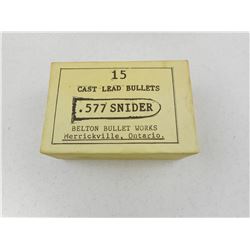 15
CAST LEAD BULLETS
.577 SNIDER
BELTON BULLET WORKS
Merrickville, Ontario.